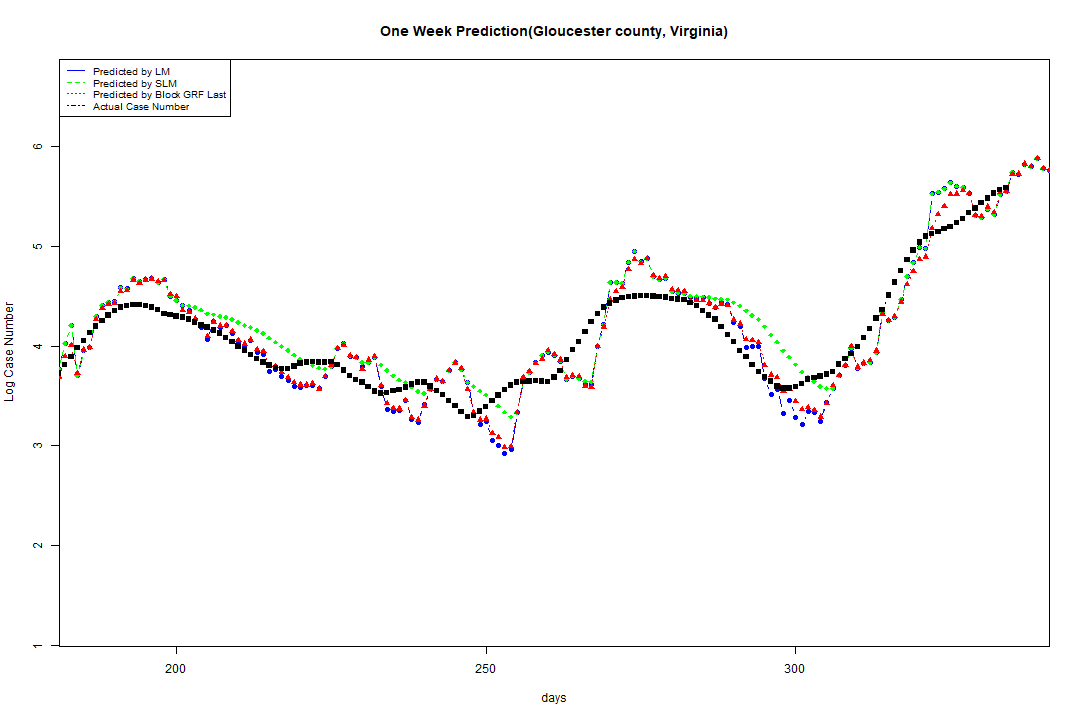 One Week Prediction(Gloucester county, Virginia)
Predicted by LM
Predicted by SLM
Predicted by Block GRF Last
Actual Case Number
6
5
4
3
2
1
Log Case Number
200
250
300
days